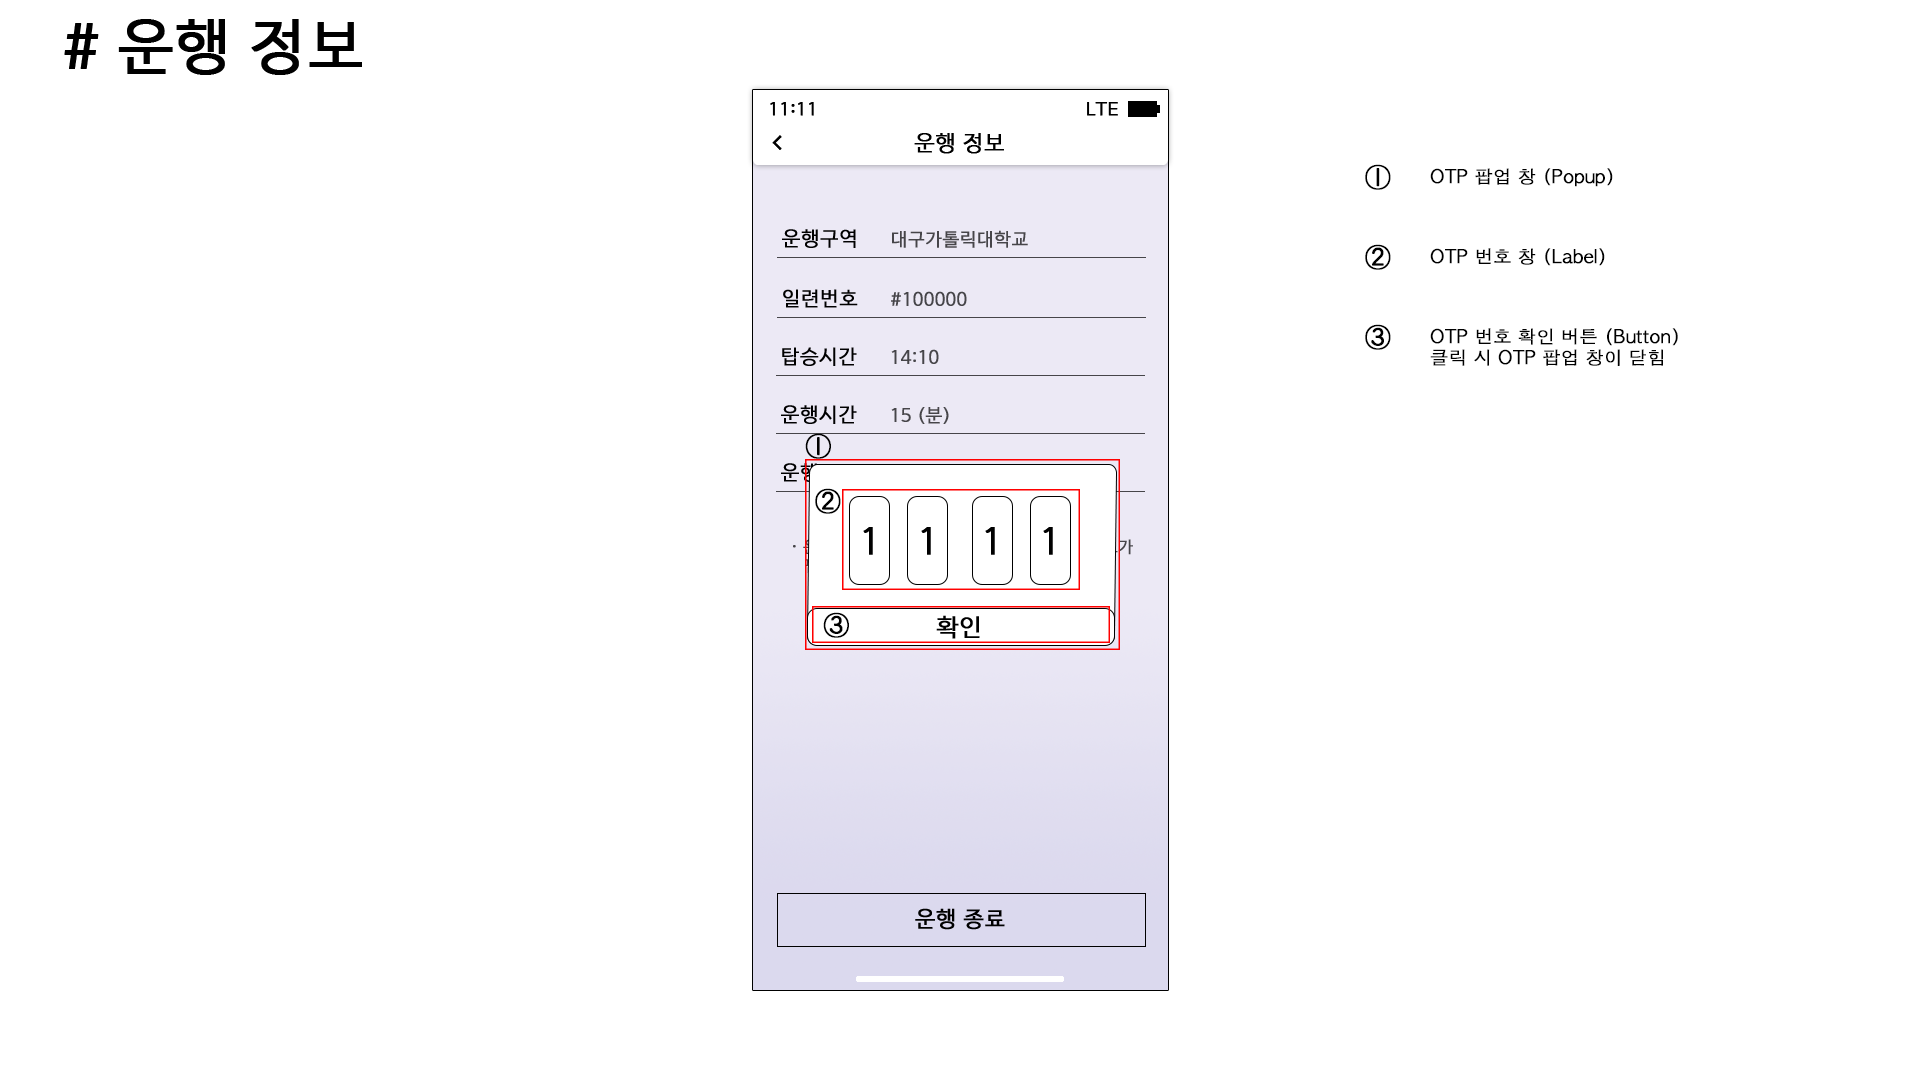 # 운행 정보
11:11 LTE
운행 정보
운행구역 대구가톨릭대학교
일련번호 #100000
탑승시간 14:10
운행시간 15 (분)
①
운행
②
1 1 1 1
가
③ 확인
운행 종료
① OTP 팝업 창 (Popup)
② OTP 번호 창 (Label)
③ OTP 번호 확인 버튼 (Button)
클릭 시 OTP 팝업 창이 닫힘